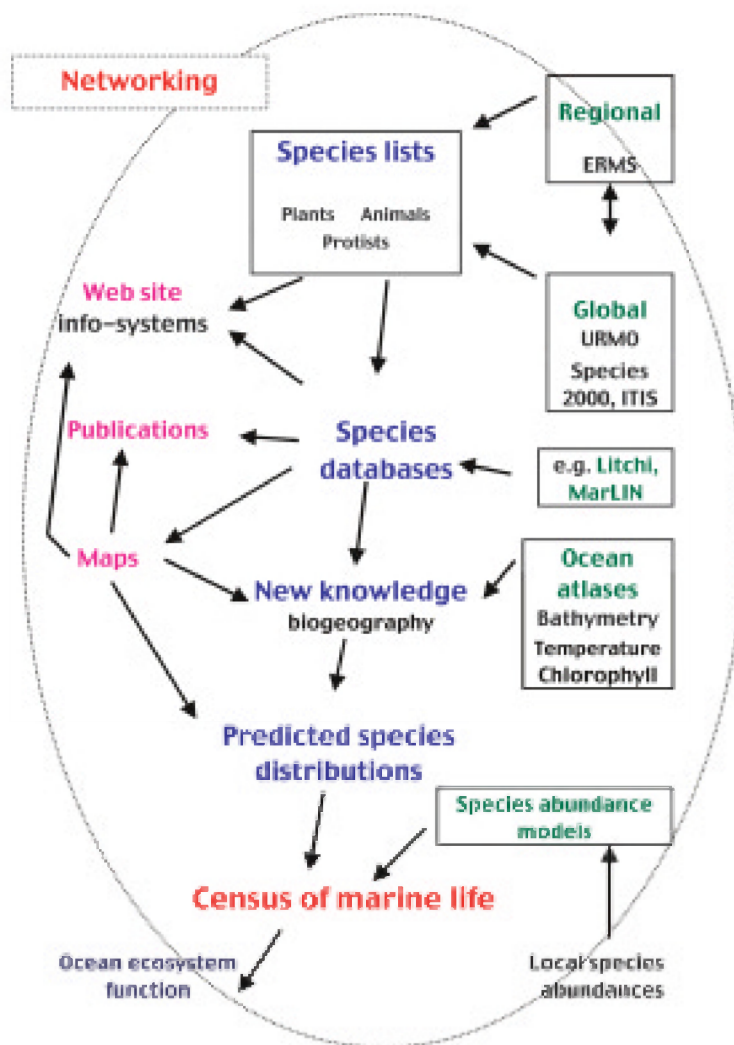 Networking
Regional
ERMS
Species lists
Plants Animals
Protists
Web site
info-systems
Global
URMO
Species
2000, ITIS
Publications
Species
databases
e.g. Litchi,
MarLIN
Maps
New knowledge
biogeography
Ocean
atlases
Bathymetry
Temperature
Chlorophyll
Predicted species
distributions
Species abundance
models
Census of marine life
Ocean ecosystem
function
Local species
abundances